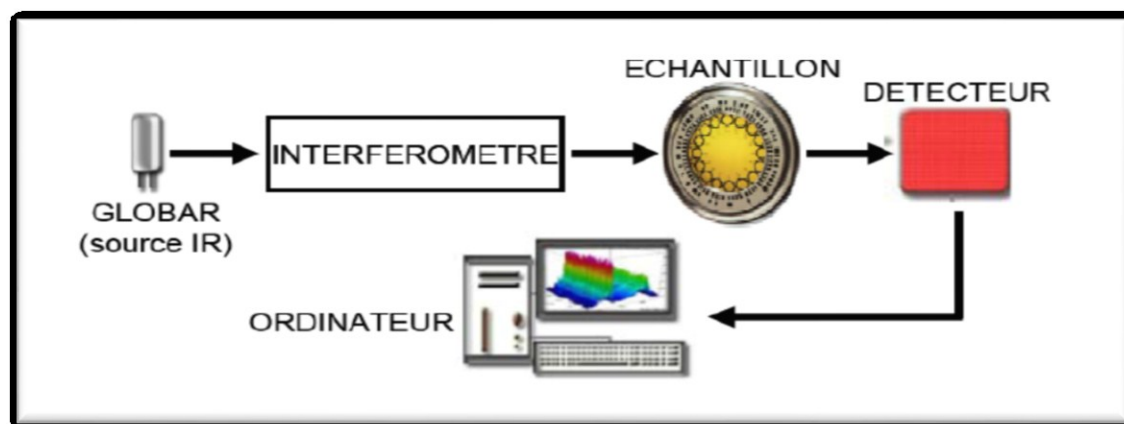 ECHANTILLON
DETECTEUR
INTERFEROMETRE
GLOBAR
(source IR)
ORDINATEUR